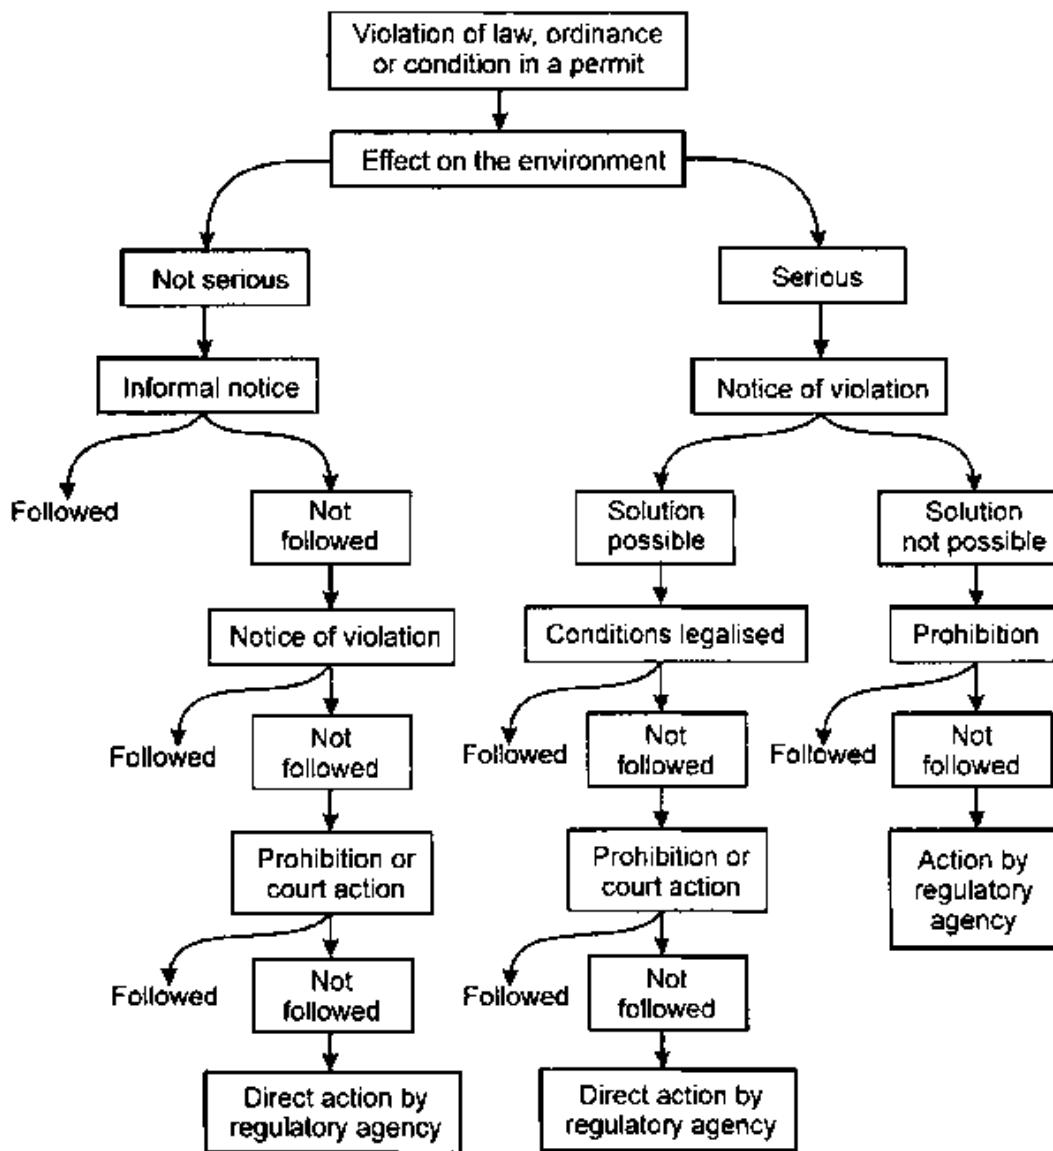 Violation of law, ordinance
or condition in a permit
Effect on the environment
Not serious
Serious
Informal notice
Notice of violation
Followed
Not
followed
Solution
possible
Solution
not possible
Notice of violation
Conditions legalised
Prohibition
Followed
Not
followed
Followed
Not
followed
Followed
Not
followed
Prohibition or
court action
Prohibition or
court action
Action by
regulatory
agency
Followed
Not
followed
Followed
Not
followed
Direct action by
regulatory agency
Direct action by
regulatory agency